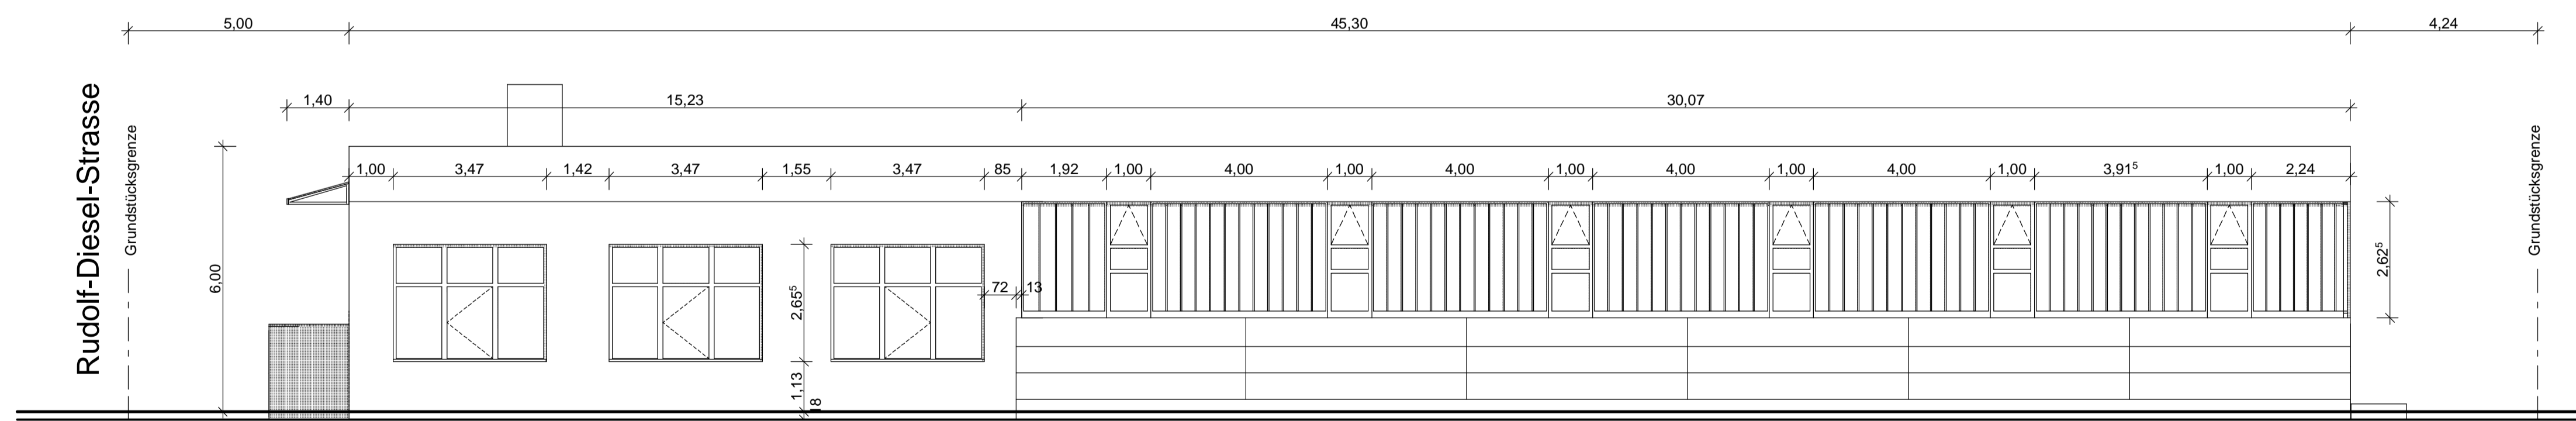 5,00 45,30 4,24
Rudolf-Diesel-Strasse
Grundstücksgrenze
1,40 15,23 30,07
1,00 3,47 1,42 3,47 1,55 3,47 85 1,92 1,00 4,00 1,00 4,00 1,00 4,00 1,00 4,00 1,00 3,91⁵ 1,00 2,24
6,00
2,65⁵
72 13
1,13
18
2,62⁵
Grundstücksgrenze